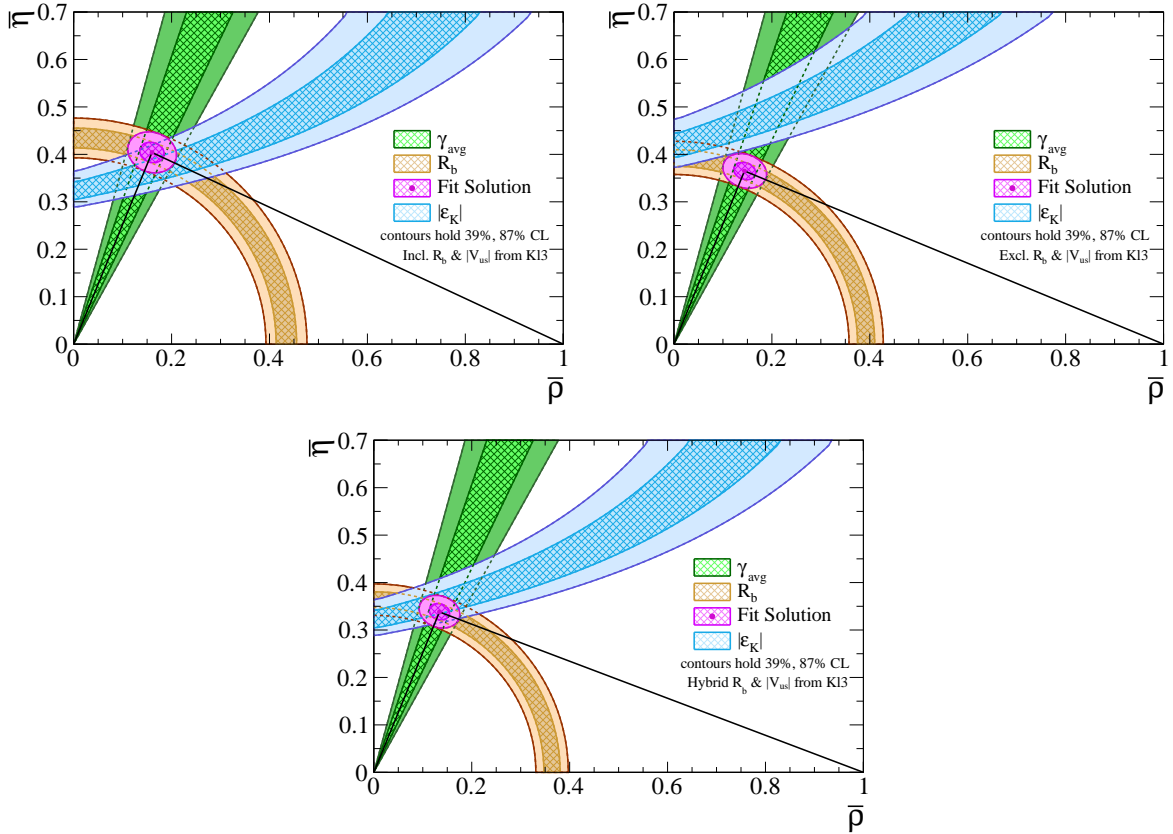 η̅
0.7
0.6
0.5
0.4
0.3
0.2
0.1
0
0 0.2 0.4 0.6 0.8 1
ρ̅
γavg
Rb
Fit Solution
|εK|
contours hold 39%, 87% CL
Incl. Rb & |Vus| from Kl3
η̅
0.7
0.6
0.5
0.4
0.3
0.2
0.1
0
0 0.2 0.4 0.6 0.8 1
ρ̅
γavg
Rb
Fit Solution
|εK|
contours hold 39%, 87% CL
Excl. Rb & |Vus| from Kl3
η̅
0.7
0.6
0.5
0.4
0.3
0.2
0.1
0
0 0.2 0.4 0.6 0.8 1
ρ̅
γavg
Rb
Fit Solution
|εK|
contours hold 39%, 87% CL
Hybrid Rb & |Vus| from Kl3